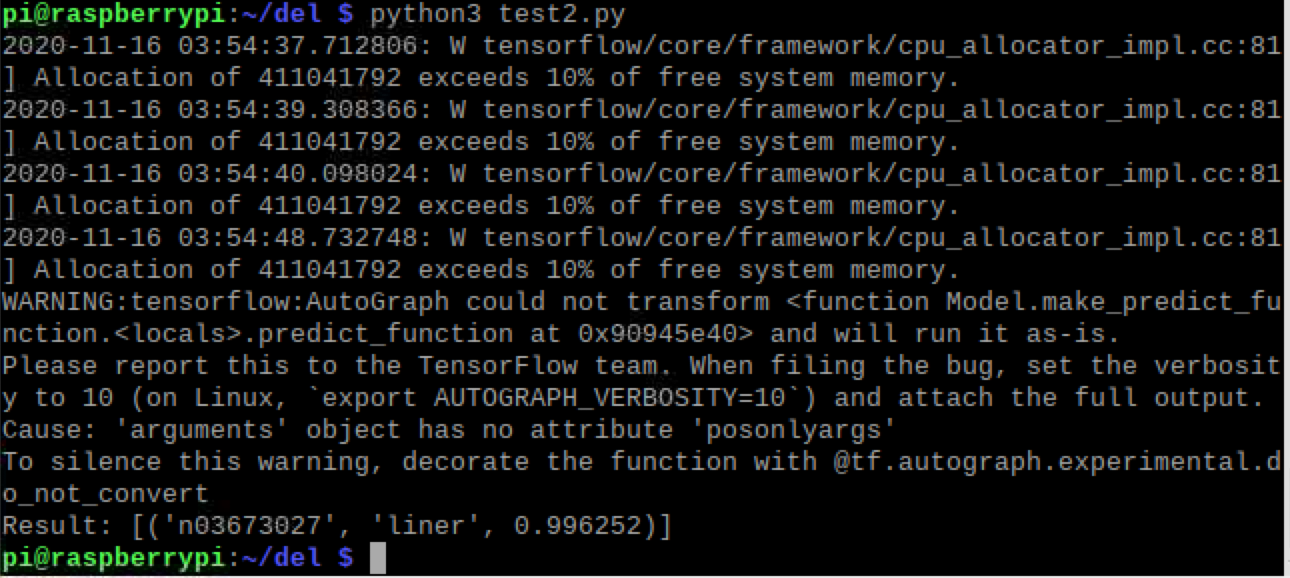 pi@raspberrypi:~/del $ python3 test2.py
2020-11-16 03:54:37.712806: W tensorflow/core/framework/cpu_allocator_impl.cc:81
] Allocation of 411041792 exceeds 10% of free system memory.
2020-11-16 03:54:39.308366: W tensorflow/core/framework/cpu_allocator_impl.cc:81
] Allocation of 411041792 exceeds 10% of free system memory.
2020-11-16 03:54:40.098024: W tensorflow/core/framework/cpu_allocator_impl.cc:81
] Allocation of 411041792 exceeds 10% of free system memory.
2020-11-16 03:54:48.732748: W tensorflow/core/framework/cpu_allocator_impl.cc:81
] Allocation of 411041792 exceeds 10% of free system memory.
WARNING:tensorflow:AutoGraph could not transform <function Model.make_predict_fu
nction.<locals>.predict_function at 0x90945e40> and will run it as-is.
Please report this to the TensorFlow team. When filing the bug, set the verbosit
y to 10 (on Linux, `export AUTOGRAPH_VERBOSITY=10`) and attach the full output.
Cause: 'arguments' object has no attribute 'posonlyargs'
To silence this warning, decorate the function with @tf.autograph.experimental.d
o_not_convert
Result: [('n03673027', 'liner', 0.996252)]
pi@raspberrypi:~/del $